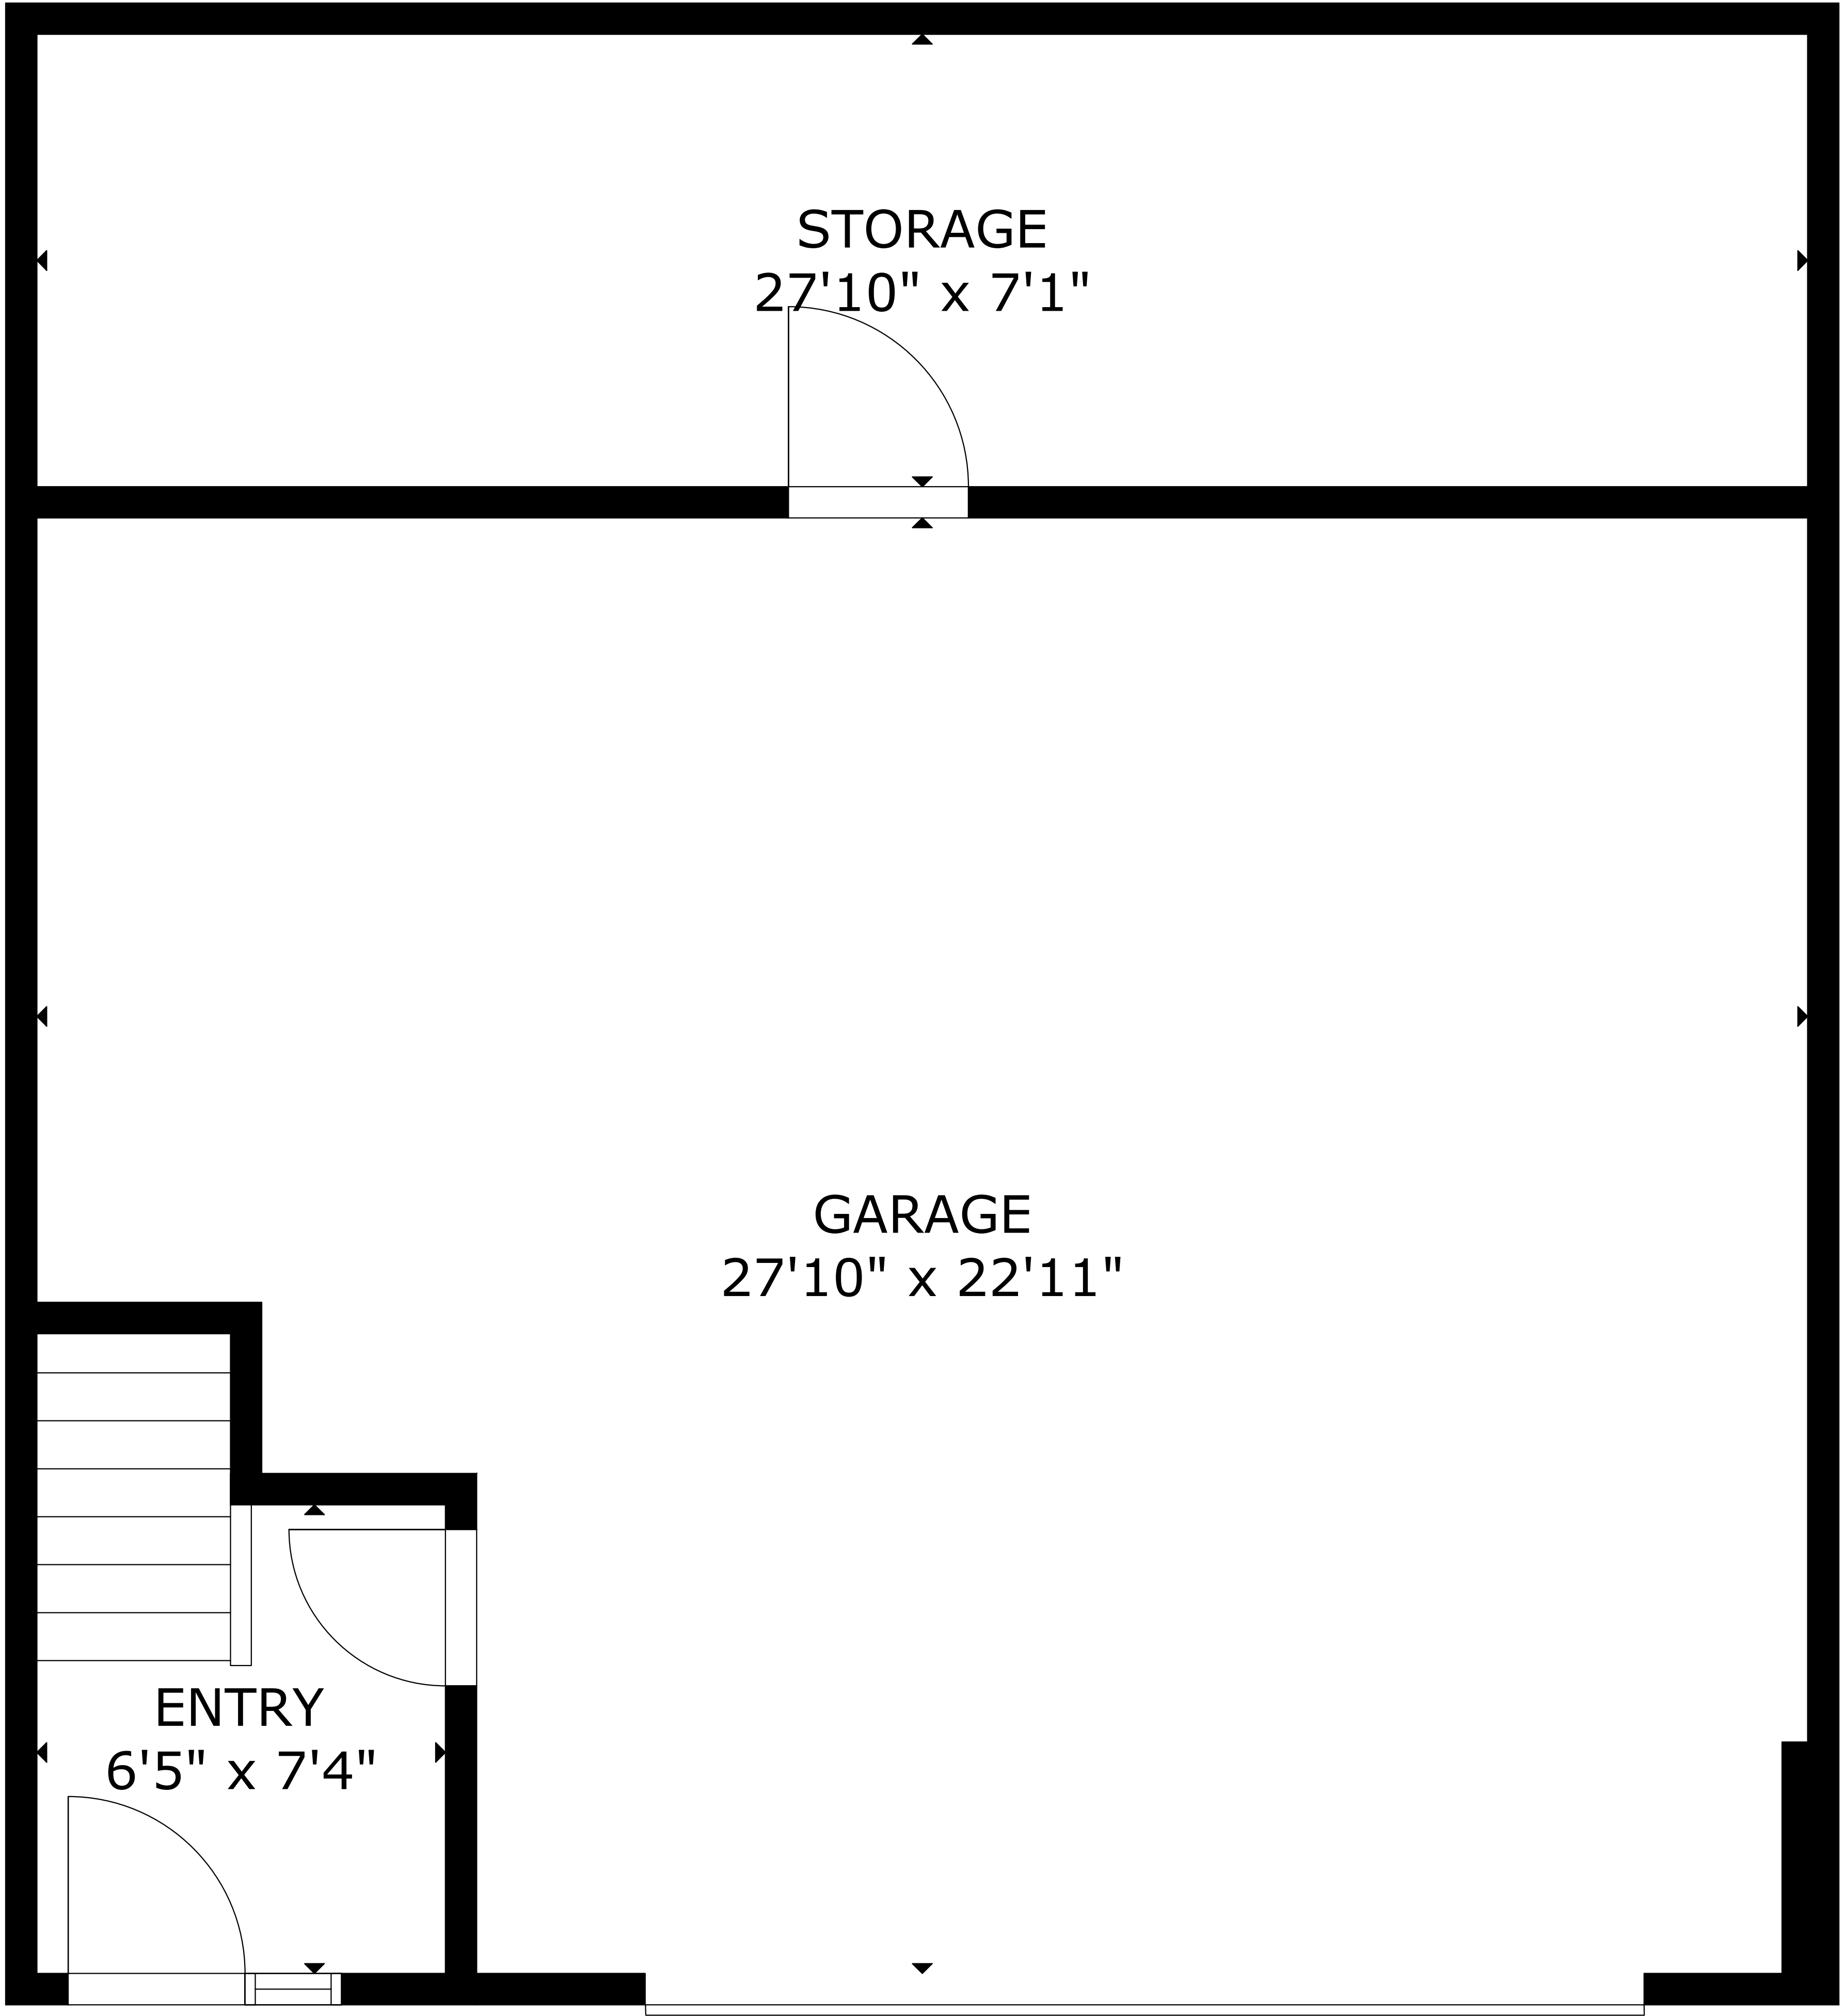 STORAGE
27'10" x 7'1"
GARAGE
27'10" x 22'11"
ENTRY
6'5" x 7'4"